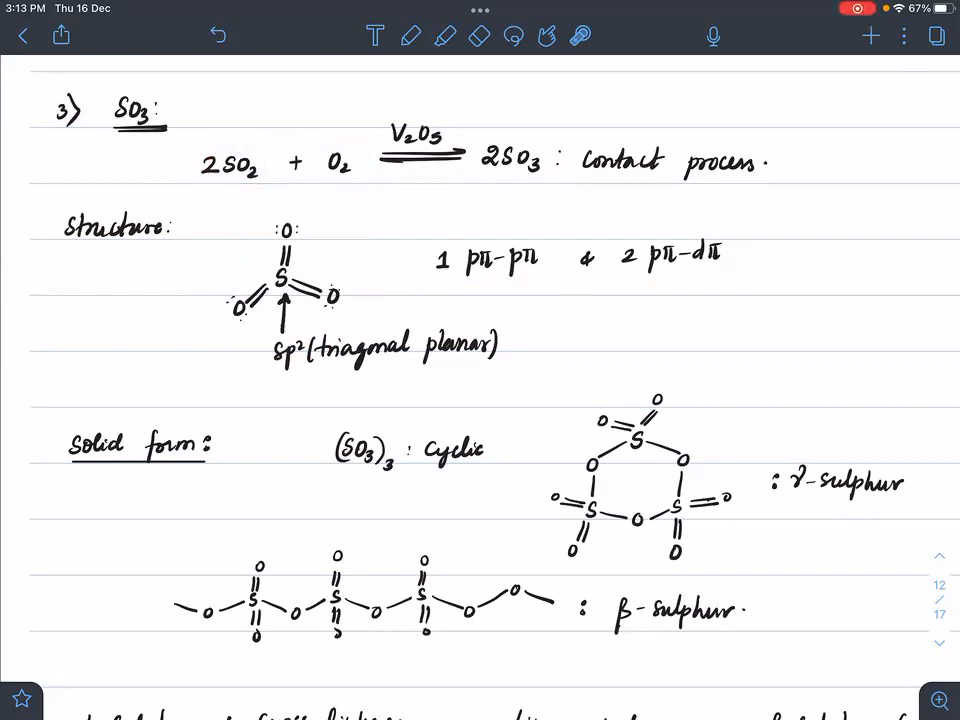 3:13 PM Thu 16 Dec
67%
3) SO3:
2SO2 + O2 V2O5 2SO3 : Contact process.
Structure:
:O:
S
O O
1 pπ-pπ & 2 pπ-dπ
Sp² (triagonal planar)
Solid form:
(SO3)3 : Cyclic
O
O
S
O O
O S O S O
O O
: γ-sulphur
O O O
O S O S O S O O
O O O
: β-sulphur.
12
/
17